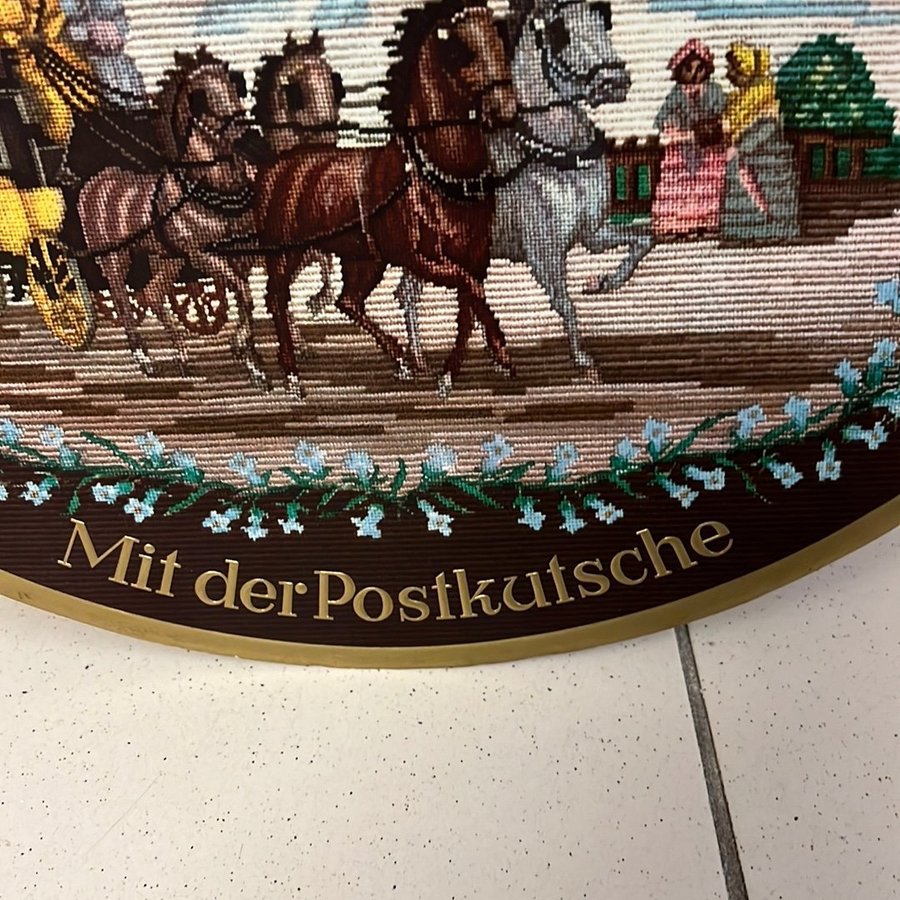 Mit der Postkutsche